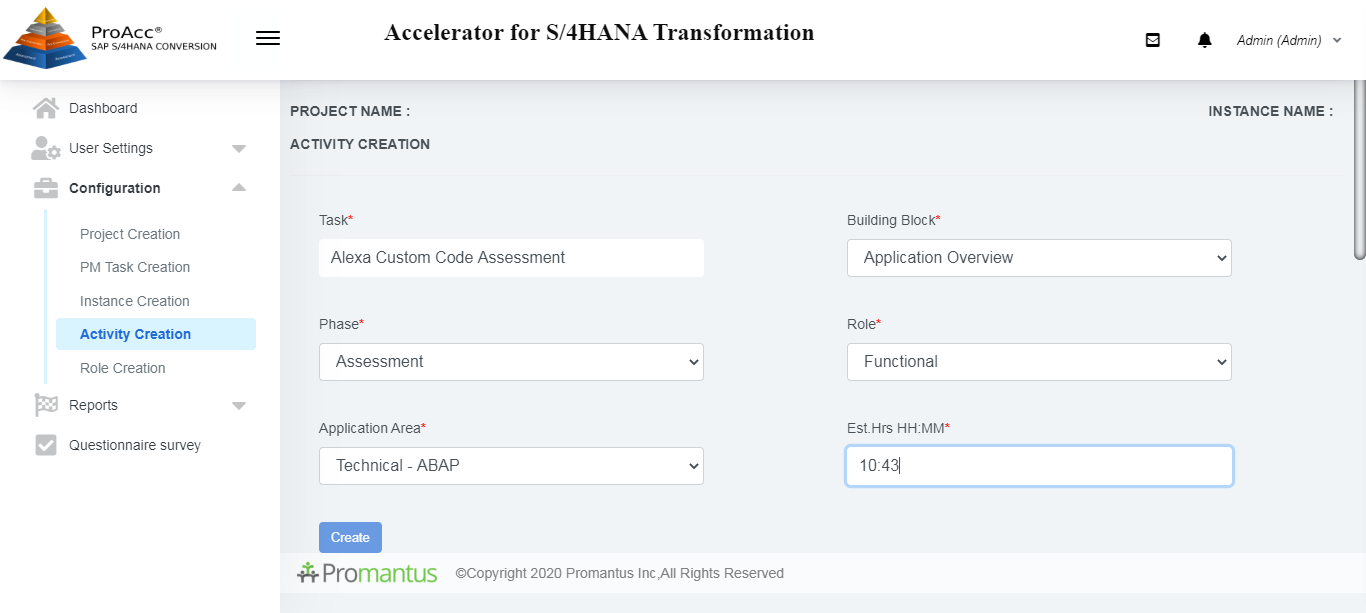 ProAcc®
SAP S/4HANA CONVERSION
Accelerator for S/4HANA Transformation
Admin (Admin)
Dashboard
User Settings
Configuration
Project Creation
PM Task Creation
Instance Creation
Activity Creation
Role Creation
Reports
Questionnaire survey
PROJECT NAME :
INSTANCE NAME :
ACTIVITY CREATION
Task*
Building Block*
Alexa Custom Code Assessment
Application Overview
Phase*
Role*
Assessment
Functional
Application Area*
Est.Hrs HH:MM*
Technical - ABAP
10:43
Create
Promantus
©Copyright 2020 Promantus Inc,All Rights Reserved